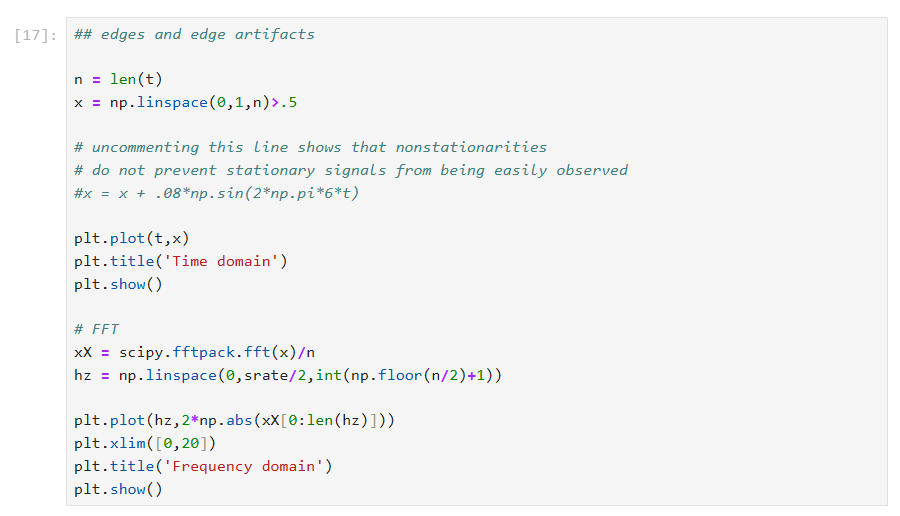 [17]: ## edges and edge artifacts
n = len(t)
x = np.linspace(0,1,n)>.5
# uncommenting this line shows that nonstationarities
# do not prevent stationary signals from being easily observed
#x = x + .08*np.sin(2*np.pi*6*t)
plt.plot(t,x)
plt.title('Time domain')
plt.show()
# FFT
xX = scipy.fftpack.fft(x)/n
hz = np.linspace(0,srate/2,int(np.floor(n/2)+1))
plt.plot(hz,2*np.abs(xX[0:len(hz)]))
plt.xlim([0,20])
plt.title('Frequency domain')
plt.show()